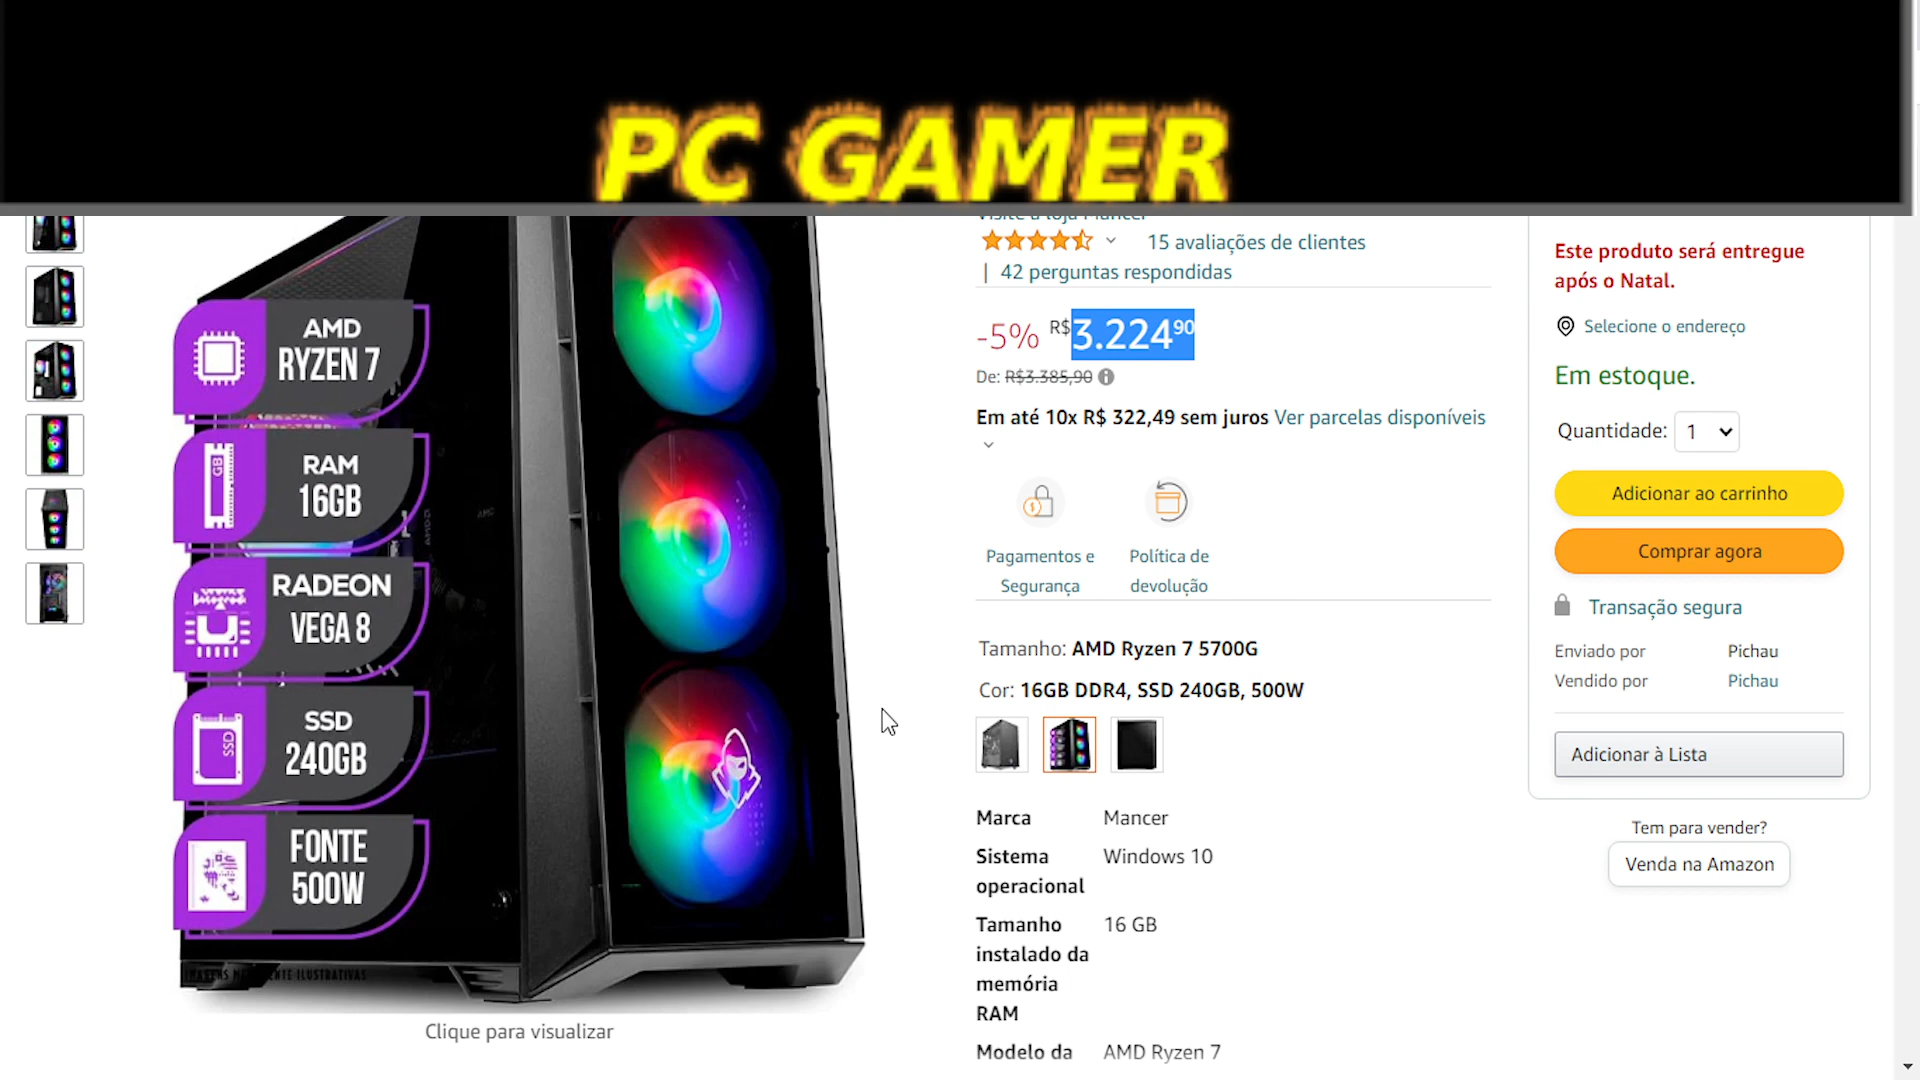 PC GAMER
15 avaliações de clientes
| 42 perguntas respondidas
-5% R$3.224⁹⁰
De: R$3.385,90
Em até 10x R$ 322,49 sem juros Ver parcelas disponíveis
Pagamentos e
Segurança
Política de
devolução
Tamanho: AMD Ryzen 7 5700G
Cor: 16GB DDR4, SSD 240GB, 500W
Marca Mancer
Sistema Windows 10
operacional
Tamanho 16 GB
instalado da
memória
RAM
Modelo da AMD Ryzen 7
AMD
RYZEN 7
GB
RAM
16GB
RADEON
VEGA 8
SSD
SSD
240GB
FONTE
500W
Clique para visualizar
Este produto será entregue
após o Natal.
Selecione o endereço
Em estoque.
Quantidade: 1
Adicionar ao carrinho
Comprar agora
Transação segura
Enviado por Pichau
Vendido por Pichau
Adicionar à Lista
Tem para vender?
Venda na Amazon